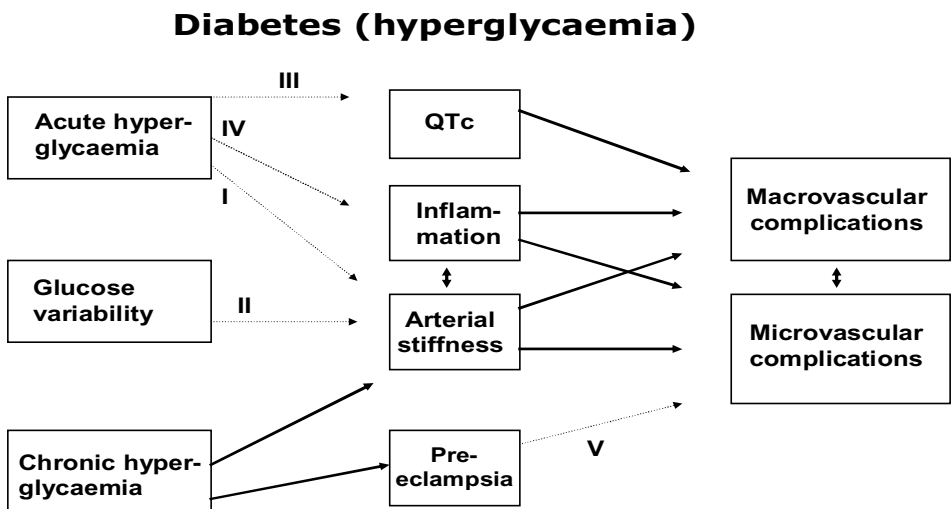 Diabetes (hyperglycaemia)
III
Acute hyper-
glycaemia
IV
I
QTc
Inflam-
mation
Macrovascular
complications
Glucose
variability
II
Arterial
stiffness
Microvascular
complications
Chronic hyper-
glycaemia
Pre-
eclampsia
V